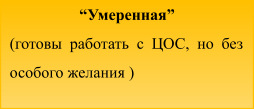 “Умеренная”
(готовы работать с ЦОС, но без
особого желания )